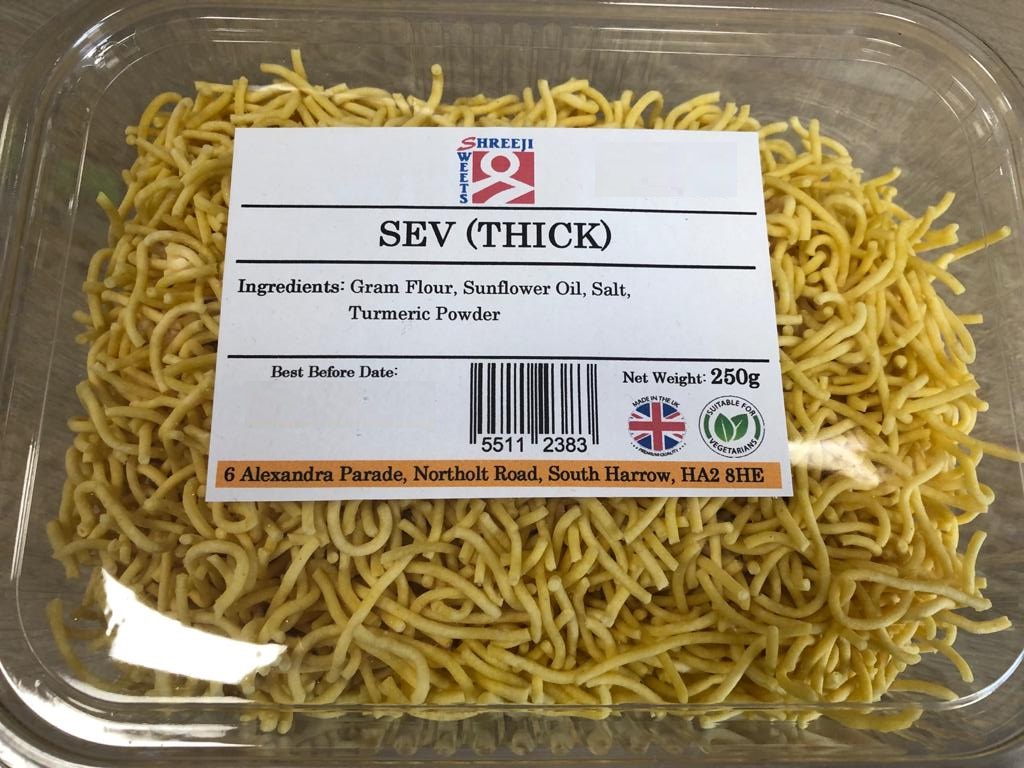 SHREEJI
SWEETS
SEV (THICK)
Ingredients: Gram Flour, Sunflower Oil, Salt,
Turmeric Powder
Best Before Date:
5511 2383
Net Weight: 250g
MADE IN THE UK
PREMIUM QUALITY
SUITABLE FOR
VEGETARIANS
6 Alexandra Parade, Northolt Road, South Harrow, HA2 8HE